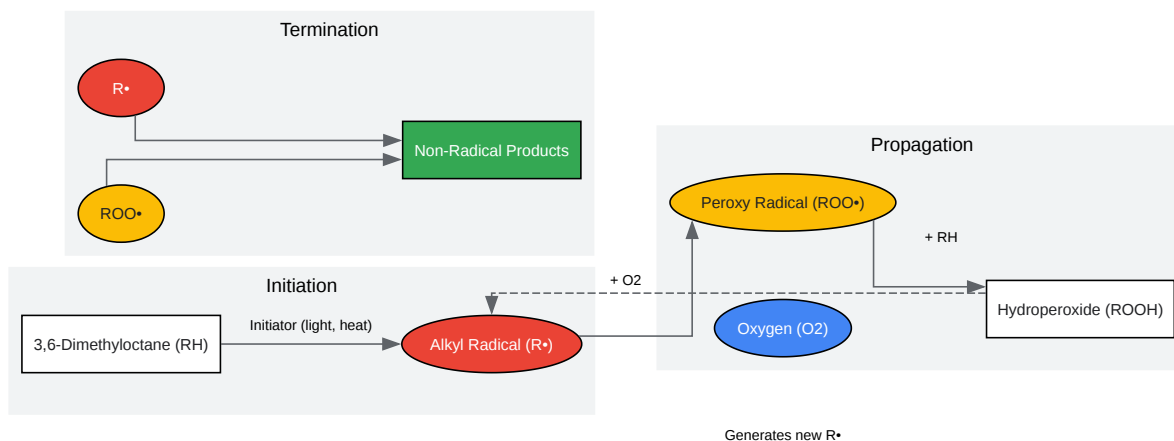 Termination
R•
Non-Radical Products
ROO•
Propagation
Peroxy Radical (ROO•)
+ RH
Initiation
+ O2
Hydroperoxide (ROOH)
Initiator (light, heat)
Oxygen (O2)
3,6-Dimethyloctane (RH)
Alkyl Radical (R•)
Generates new R•